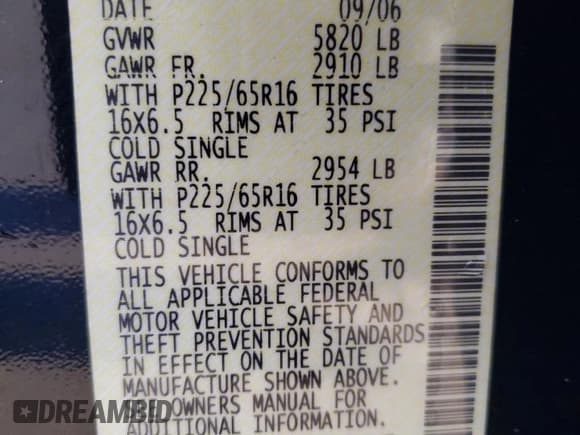 DATE 09/06
GVWR 5820 LB
GAWR FR. 2910 LB
WITH P225/65R16 TIRES
16X6.5 RIMS AT 35 PSI
COLD SINGLE
GAWR RR. 2954 LB
WITH P225/65R16 TIRES
16X6.5 RIMS AT 35 PSI
COLD SINGLE
THIS VEHICLE CONFORMS TO
ALL APPLICABLE FEDERAL
MOTOR VEHICLE SAFETY AND
THEFT PREVENTION STANDARDS
IN EFFECT ON THE DATE OF
MANUFACTURE SHOWN ABOVE.
SEE OWNERS MANUAL FOR
ADDITIONAL INFORMATION.
DREAMBID